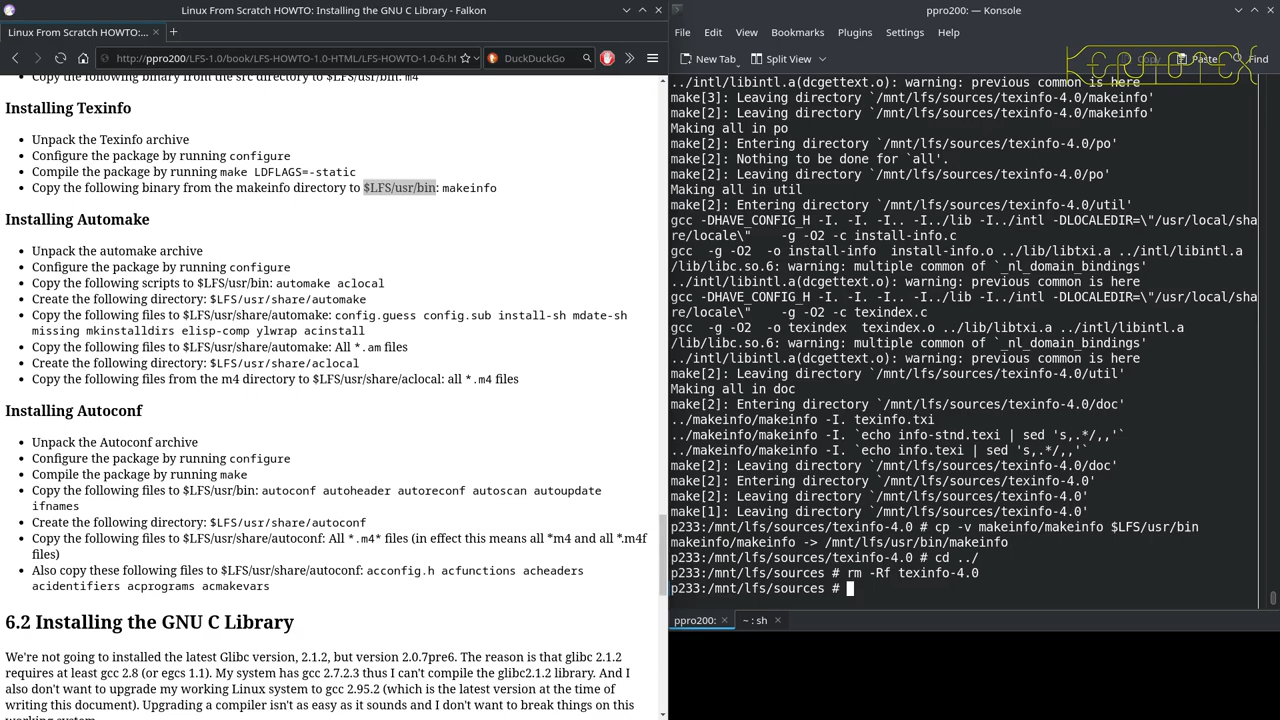 Linux From Scratch HOWTO: Installing the GNU C Library - Falkon
Linux From Scratch HOWTO:...
http://ppro200/LFS-1.0/book/LFS-HOWTO-1.0-HTML/LFS-HOWTO-1.0-6.ht
DuckDuckGo
Copy the following binary from the src directory to $LFS/usr/bin: m4
Installing Texinfo
Unpack the Texinfo archive
Configure the package by running configure
Compile the package by running make LDFLAGS=-static
Copy the following binary from the makeinfo directory to $LFS/usr/bin: makeinfo
Installing Automake
Unpack the automake archive
Configure the package by running configure
Copy the following scripts to $LFS/usr/bin: automake aclocal
Create the following directory: $LFS/usr/share/automake
Copy the following files to $LFS/usr/share/automake: config.guess config.sub install-sh mdate-sh
missing mkinstalldirs elisp-comp ylwrap acinstall
Copy the following files to $LFS/usr/share/automake: All *.am files
Create the following directory: $LFS/usr/share/aclocal
Copy the following files from the m4 directory to $LFS/usr/share/aclocal: all *.m4 files
Installing Autoconf
Unpack the Autoconf archive
Configure the package by running configure
Compile the package by running make
Copy the following files to $LFS/usr/bin: autoconf autoheader autoreconf autoscan autoupdate
ifnames
Create the following directory: $LFS/usr/share/autoconf
Copy the following files to $LFS/usr/share/autoconf: All *.m4* files (in effect this means all *m4 and all *.m4f
files)
Also copy these following files to $LFS/usr/share/autoconf: acconfig.h acfunctions acheaders
acidentifiers acprograms acmakevars
6.2 Installing the GNU C Library
We're not going to installed the latest Glibc version, 2.1.2, but version 2.0.7pre6. The reason is that glibc 2.1.2
requires at least gcc 2.8 (or egcs 1.1). My system has gcc 2.7.2.3 thus I can't compile the glibc2.1.2 library. And I
also don't want to upgrade my working Linux system to gcc 2.95.2 (which is the latest version at the time of
writing this document). Upgrading a compiler isn't as easy as it sounds and I don't want to break things on this
working system.
ppro200: — Konsole
File Edit View Bookmarks Plugins Settings Help
New Tab Split View Copy Paste Find
../intl/libintl.a(dcgettext.o): warning: previous common is here
make[3]: Leaving directory `/mnt/lfs/sources/texinfo-4.0/makeinfo'
make[2]: Leaving directory `/mnt/lfs/sources/texinfo-4.0/makeinfo'
Making all in po
make[2]: Entering directory `/mnt/lfs/sources/texinfo-4.0/po'
make[2]: Nothing to be done for `all'.
make[2]: Leaving directory `/mnt/lfs/sources/texinfo-4.0/po'
Making all in util
make[2]: Entering directory `/mnt/lfs/sources/texinfo-4.0/util'
gcc -DHAVE_CONFIG_H -I. -I. -I.. -I../lib -I../intl -DLOCALEDIR=\"/usr/local/sha
re/locale\"    -g -O2 -c install-info.c
gcc  -g -O2  -o install-info  install-info.o ../lib/libtxi.a ../intl/libintl.a
/lib/libc.so.6: warning: multiple common of `_nl_domain_bindings'
../intl/libintl.a(dcgettext.o): warning: previous common is here
gcc -DHAVE_CONFIG_H -I. -I. -I.. -I../lib -I../intl -DLOCALEDIR=\"/usr/local/sha
re/locale\"    -g -O2 -c texindex.c
gcc  -g -O2  -o texindex  texindex.o ../lib/libtxi.a ../intl/libintl.a
/lib/libc.so.6: warning: multiple common of `_nl_domain_bindings'
../intl/libintl.a(dcgettext.o): warning: previous common is here
make[2]: Leaving directory `/mnt/lfs/sources/texinfo-4.0/util'
Making all in doc
make[2]: Entering directory `/mnt/lfs/sources/texinfo-4.0/doc'
../makeinfo/makeinfo -I. texinfo.txi
../makeinfo/makeinfo -I. `echo info-stnd.texi | sed 's,.*/,,'`
../makeinfo/makeinfo -I. `echo info.texi | sed 's,.*/,,'`
make[2]: Leaving directory `/mnt/lfs/sources/texinfo-4.0/doc'
make[2]: Entering directory `/mnt/lfs/sources/texinfo-4.0'
make[2]: Leaving directory `/mnt/lfs/sources/texinfo-4.0'
make[1]: Leaving directory `/mnt/lfs/sources/texinfo-4.0'
p233:/mnt/lfs/sources/texinfo-4.0 # cp -v makeinfo/makeinfo $LFS/usr/bin
makeinfo/makeinfo -> /mnt/lfs/usr/bin/makeinfo
p233:/mnt/lfs/sources/texinfo-4.0 # cd ../
p233:/mnt/lfs/sources # rm -Rf texinfo-4.0
p233:/mnt/lfs/sources #
ppro200: ~ : sh